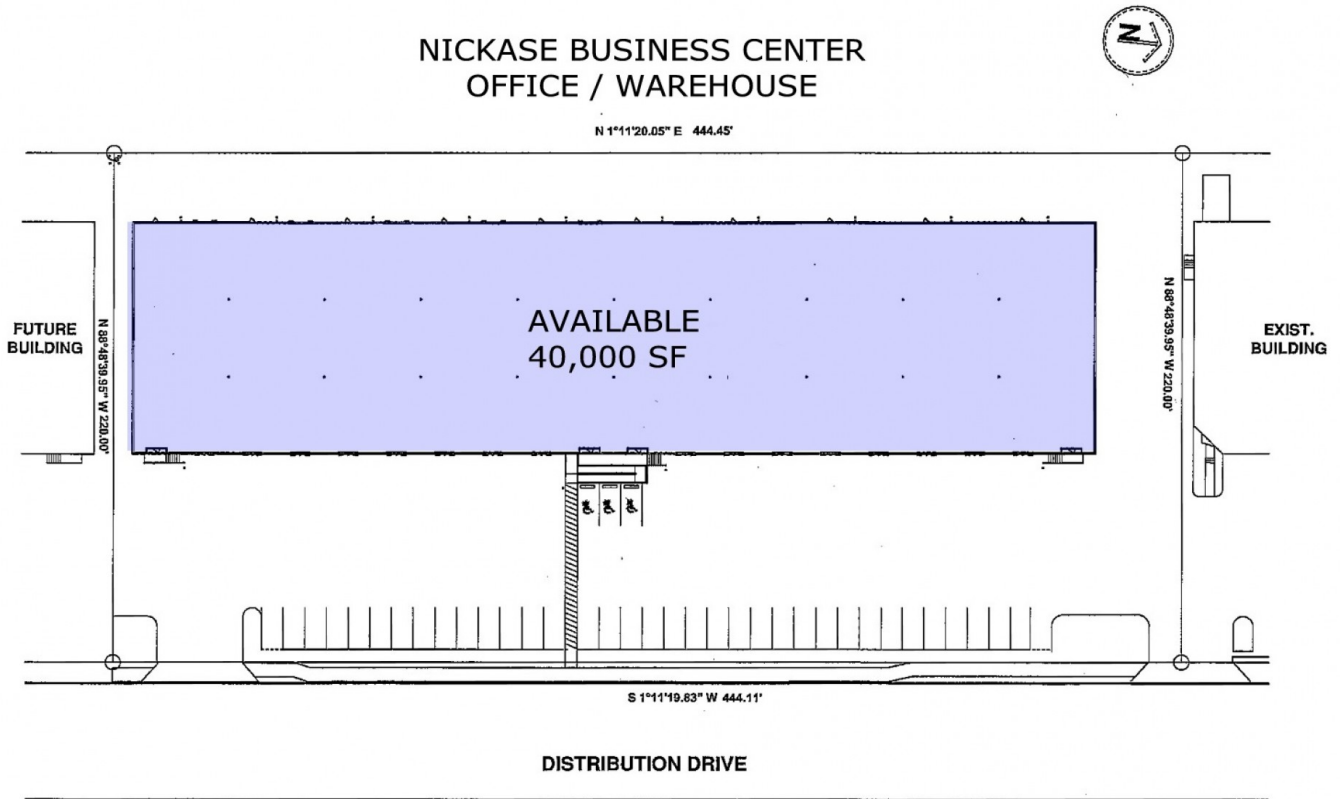 NICKASE BUSINESS CENTER
OFFICE / WAREHOUSE
N
N 1°11'20.05" E 444.45'
FUTURE
BUILDING
N 88°48'39.95" W 220.00'
AVAILABLE
40,000 SF
N 88°48'39.95" W 220.00'
EXIST.
BUILDING
S 1°11'19.63" W 444.11'
DISTRIBUTION DRIVE